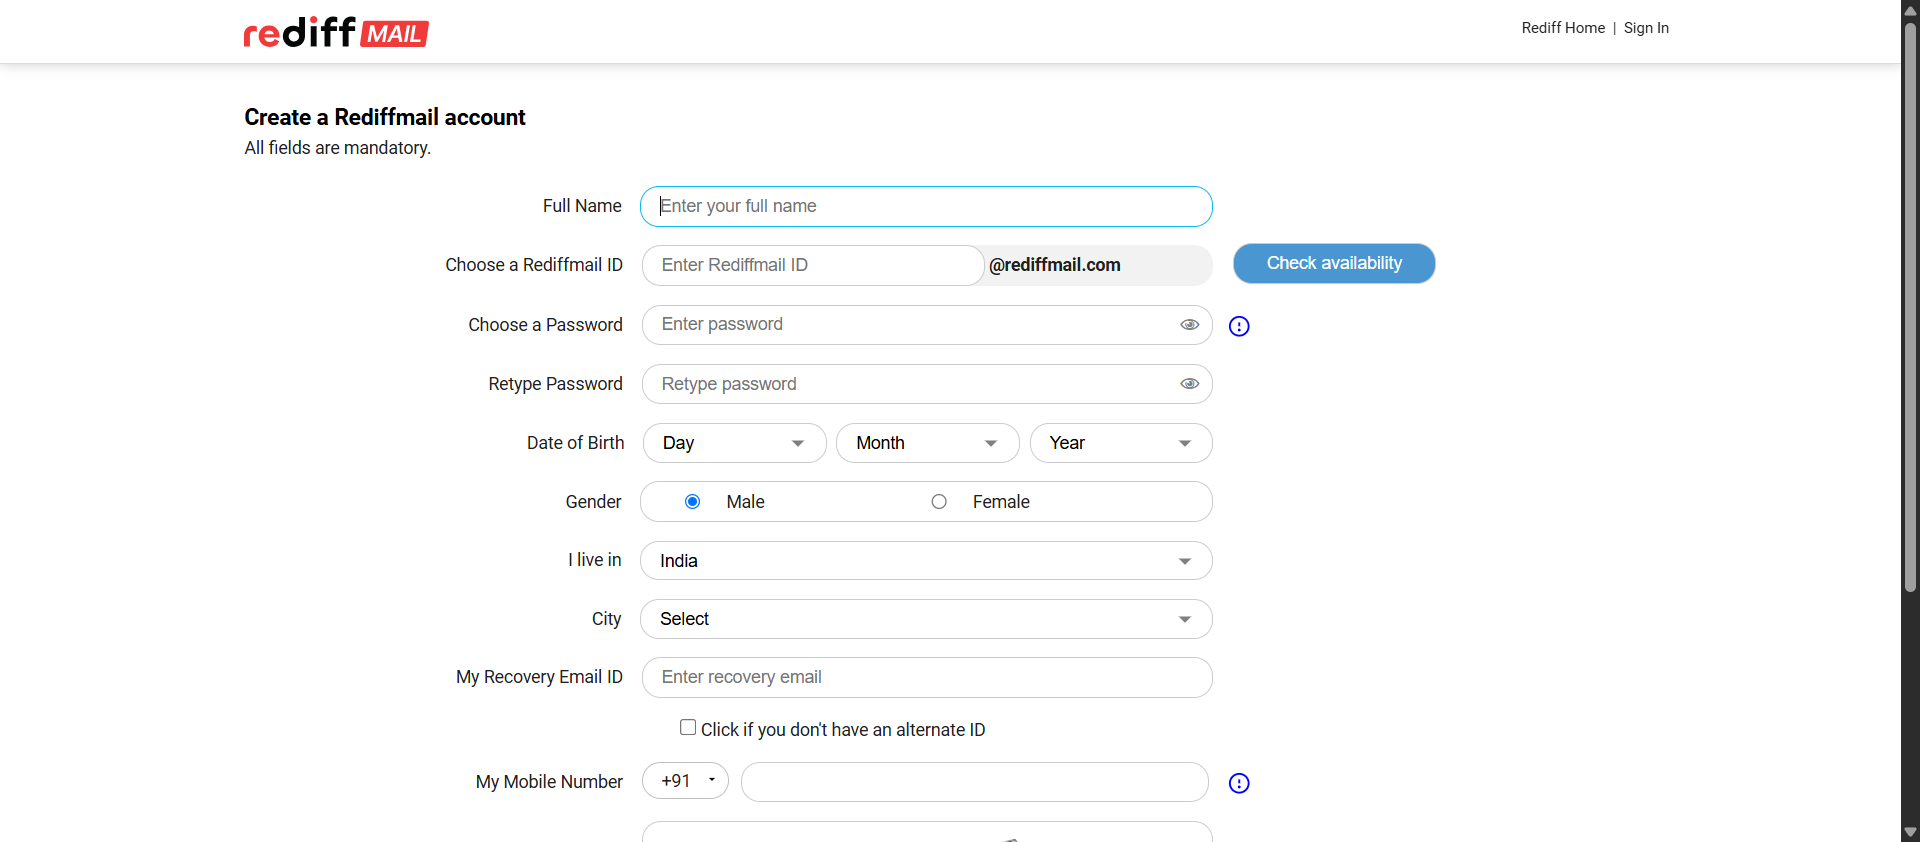 rediff MAIL
Rediff Home | Sign In
Create a Rediffmail account
All fields are mandatory.
Full Name Enter your full name
Choose a Rediffmail ID Enter Rediffmail ID @rediffmail.com Check availability
Choose a Password Enter password
Retype Password Retype password
Date of Birth Day Month Year
Gender Male Female
I live in India
City Select
My Recovery Email ID Enter recovery email
Click if you don't have an alternate ID
My Mobile Number +91